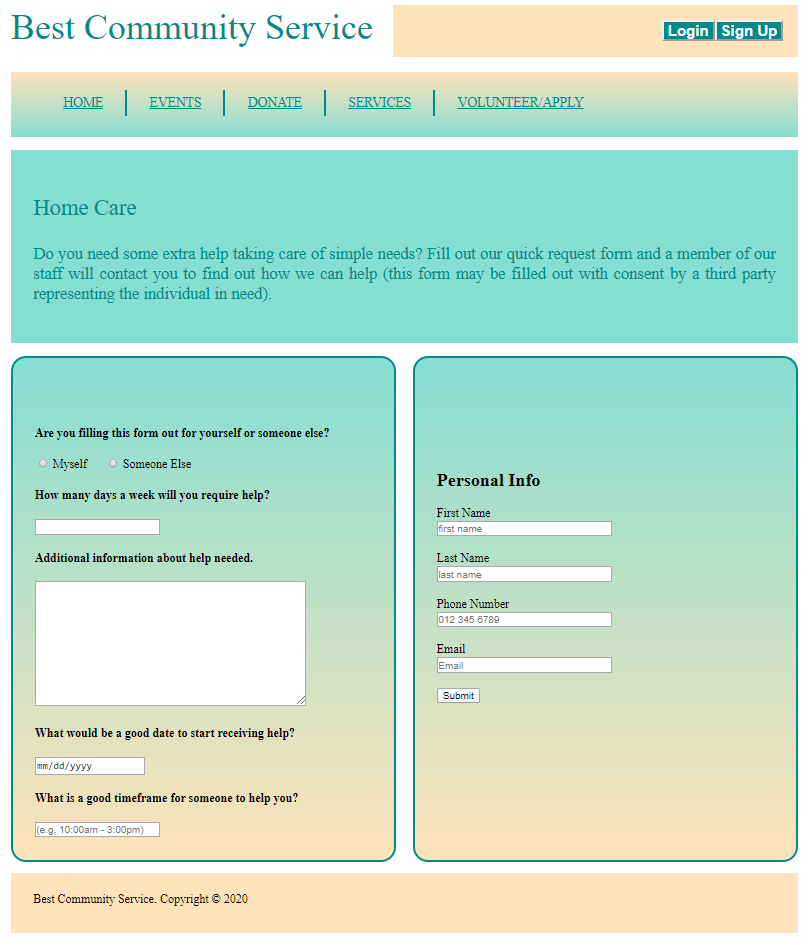 Best Community Service
Login Sign Up
HOME EVENTS DONATE SERVICES VOLUNTEER/APPLY
Home Care
Do you need some extra help taking care of simple needs? Fill out our quick request form and a member of our
staff will contact you to find out how we can help (this form may be filled out with consent by a third party
representing the individual in need).
Are you filling this form out for yourself or someone else?
Myself Someone Else
How many days a week will you require help?
Additional information about help needed.
What would be a good date to start receiving help?
mm/dd/yyyy
What is a good timeframe for someone to help you?
(e.g. 10:00am - 3:00pm)
Personal Info
First Name
first name
Last Name
last name
Phone Number
012 345 6789
Email
Email
Submit
Best Community Service. Copyright © 2020